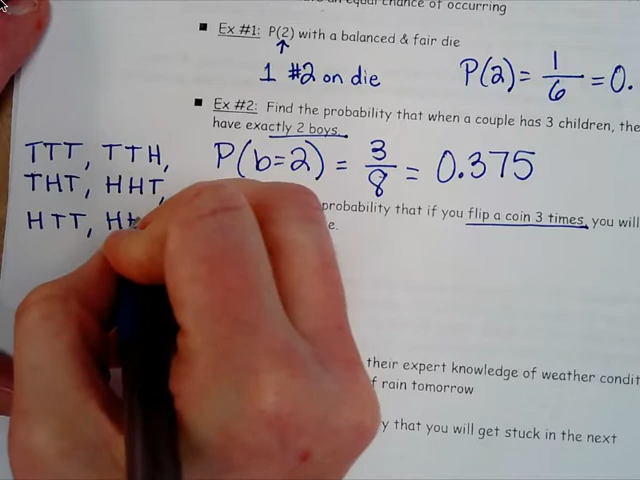 an equal chance of occurring
Ex #1: P(2) with a balanced & fair die
1 #2 on die
P(2) = 1/6 = 0.
Ex #2: Find the probability that when a couple has 3 children, the
have exactly 2 boys.
P(b=2) = 3/8 = 0.375
TTT, TTH,
THT, HHT,
HTT, H
probability that if you flip a coin 3 times, you will
e.
their expert knowledge of weather condit
f rain tomorrow
y that you will get stuck in the next